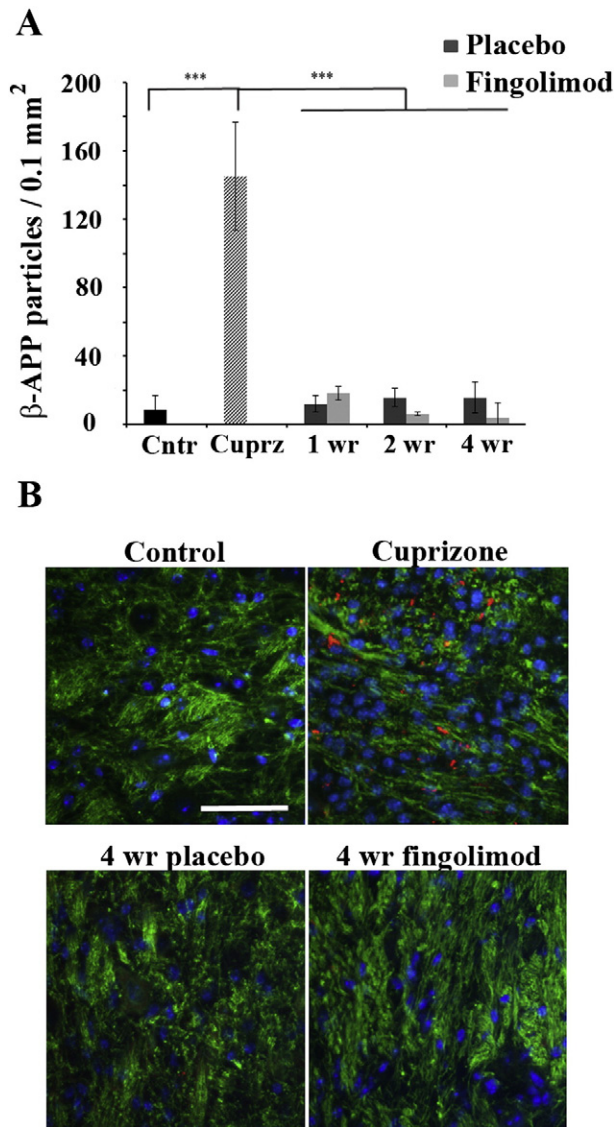 A
Placebo
Fingolimod
*** ***
β-APP particles / 0.1 mm²
200
160
120
80
40
0
Cntr Cuprz 1 wr 2 wr 4 wr
B
Control Cuprizone
4 wr placebo 4 wr fingolimod